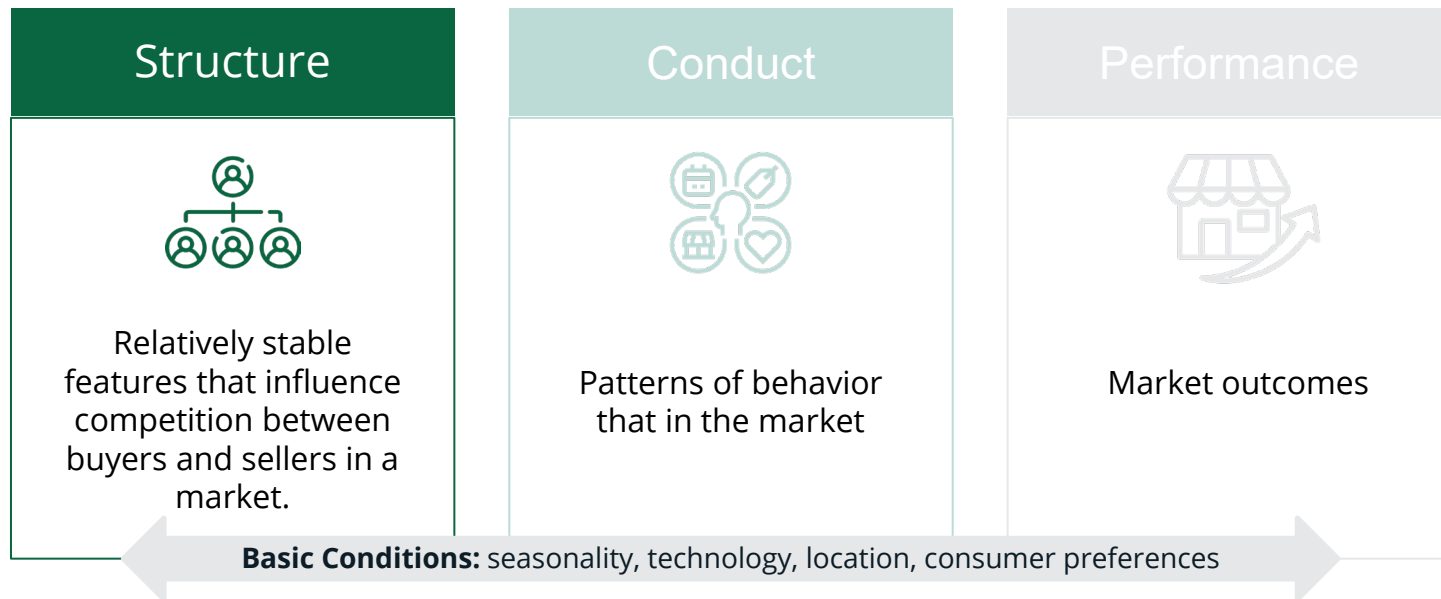 Structure
Relatively stable
features that influence
competition between
buyers and sellers in a
market.
Conduct
Patterns of behavior
that in the market
Performance
Market outcomes
Basic Conditions: seasonality, technology, location, consumer preferences